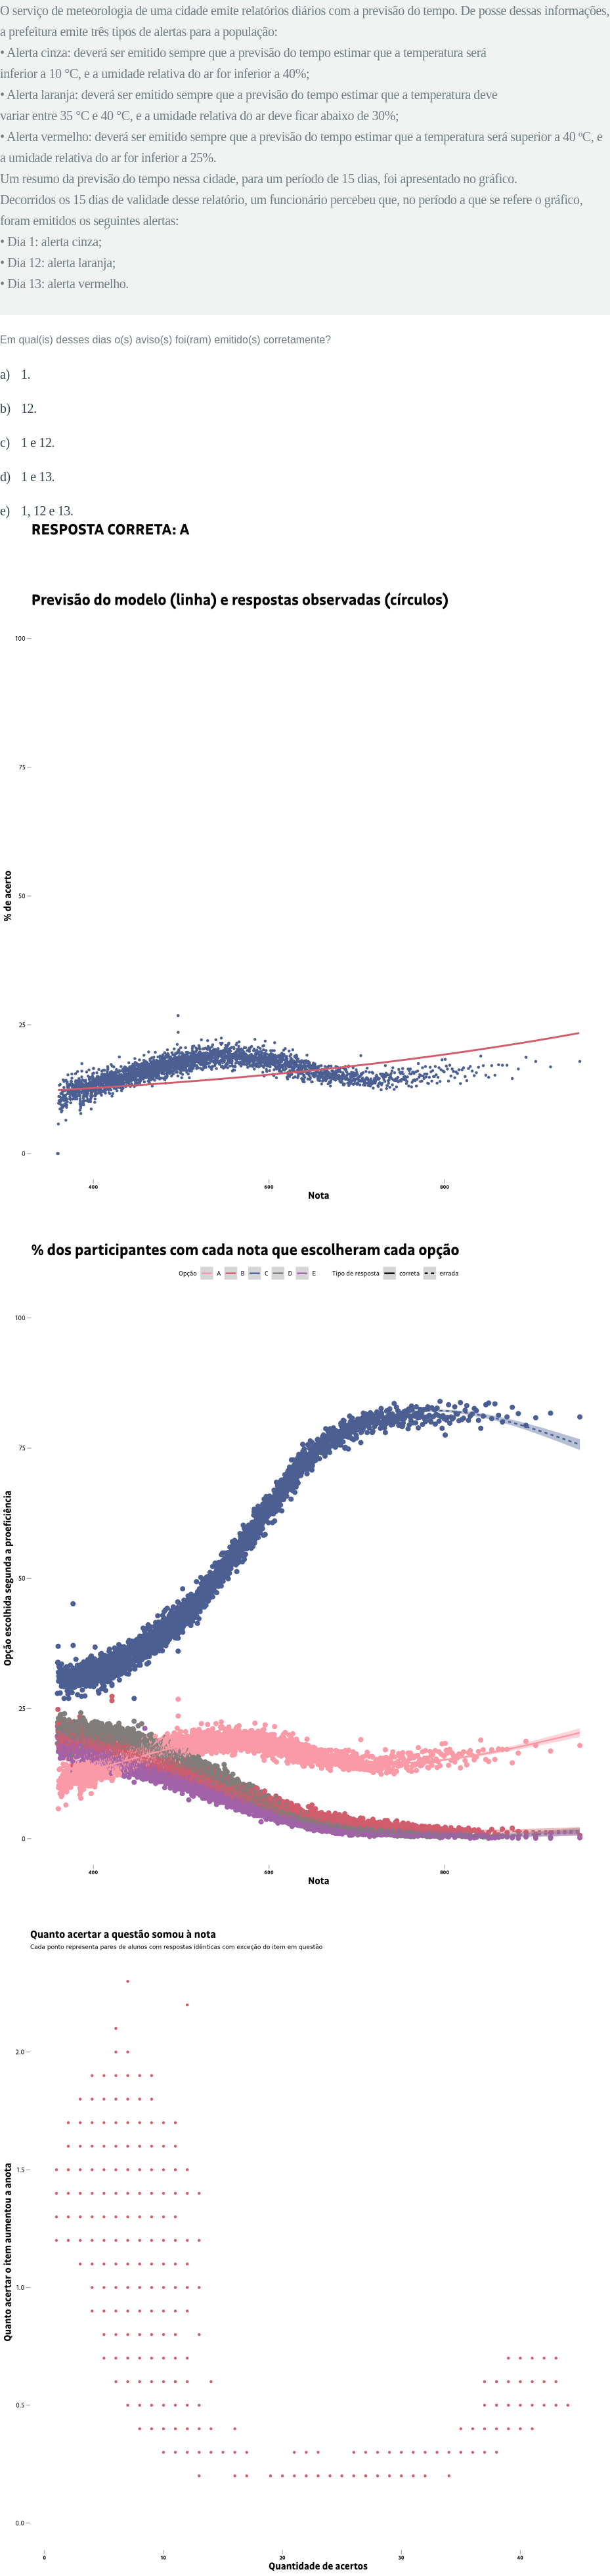 O serviço de meteorologia de uma cidade emite relatórios diários com a previsão do tempo. De posse dessas informações,
a prefeitura emite três tipos de alertas para a população:
• Alerta cinza: deverá ser emitido sempre que a previsão do tempo estimar que a temperatura será
inferior a 10 °C, e a umidade relativa do ar for inferior a 40%;
• Alerta laranja: deverá ser emitido sempre que a previsão do tempo estimar que a temperatura deve
variar entre 35 °C e 40 °C, e a umidade relativa do ar deve ficar abaixo de 30%;
• Alerta vermelho: deverá ser emitido sempre que a previsão do tempo estimar que a temperatura será superior a 40 ºC, e
a umidade relativa do ar for inferior a 25%.
Um resumo da previsão do tempo nessa cidade, para um período de 15 dias, foi apresentado no gráfico.
Decorridos os 15 dias de validade desse relatório, um funcionário percebeu que, no período a que se refere o gráfico,
foram emitidos os seguintes alertas:
• Dia 1: alerta cinza;
• Dia 12: alerta laranja;
• Dia 13: alerta vermelho.
Em qual(is) desses dias o(s) aviso(s) foi(ram) emitido(s) corretamente?
a) 1.
b) 12.
c) 1 e 12.
d) 1 e 13.
e) 1, 12 e 13.
RESPOSTA CORRETA: A
Previsão do modelo (linha) e respostas observadas (círculos)
100
75
% de acerto
50
25
0
400 600 800
Nota
% dos participantes com cada nota que escolheram cada opção
Opção A B C D E Tipo de resposta correta errada
100
75
Opção escolhida segunda a proeficiência
50
25
0
400 600 800
Nota
Quanto acertar a questão somou à nota
Cada ponto representa pares de alunos com respostas idênticas com exceção do item em questão
2.0
1.5
Quanto acertar o item aumentou a anota
1.0
0.5
0.0
0 10 20 30 40
Quantidade de acertos